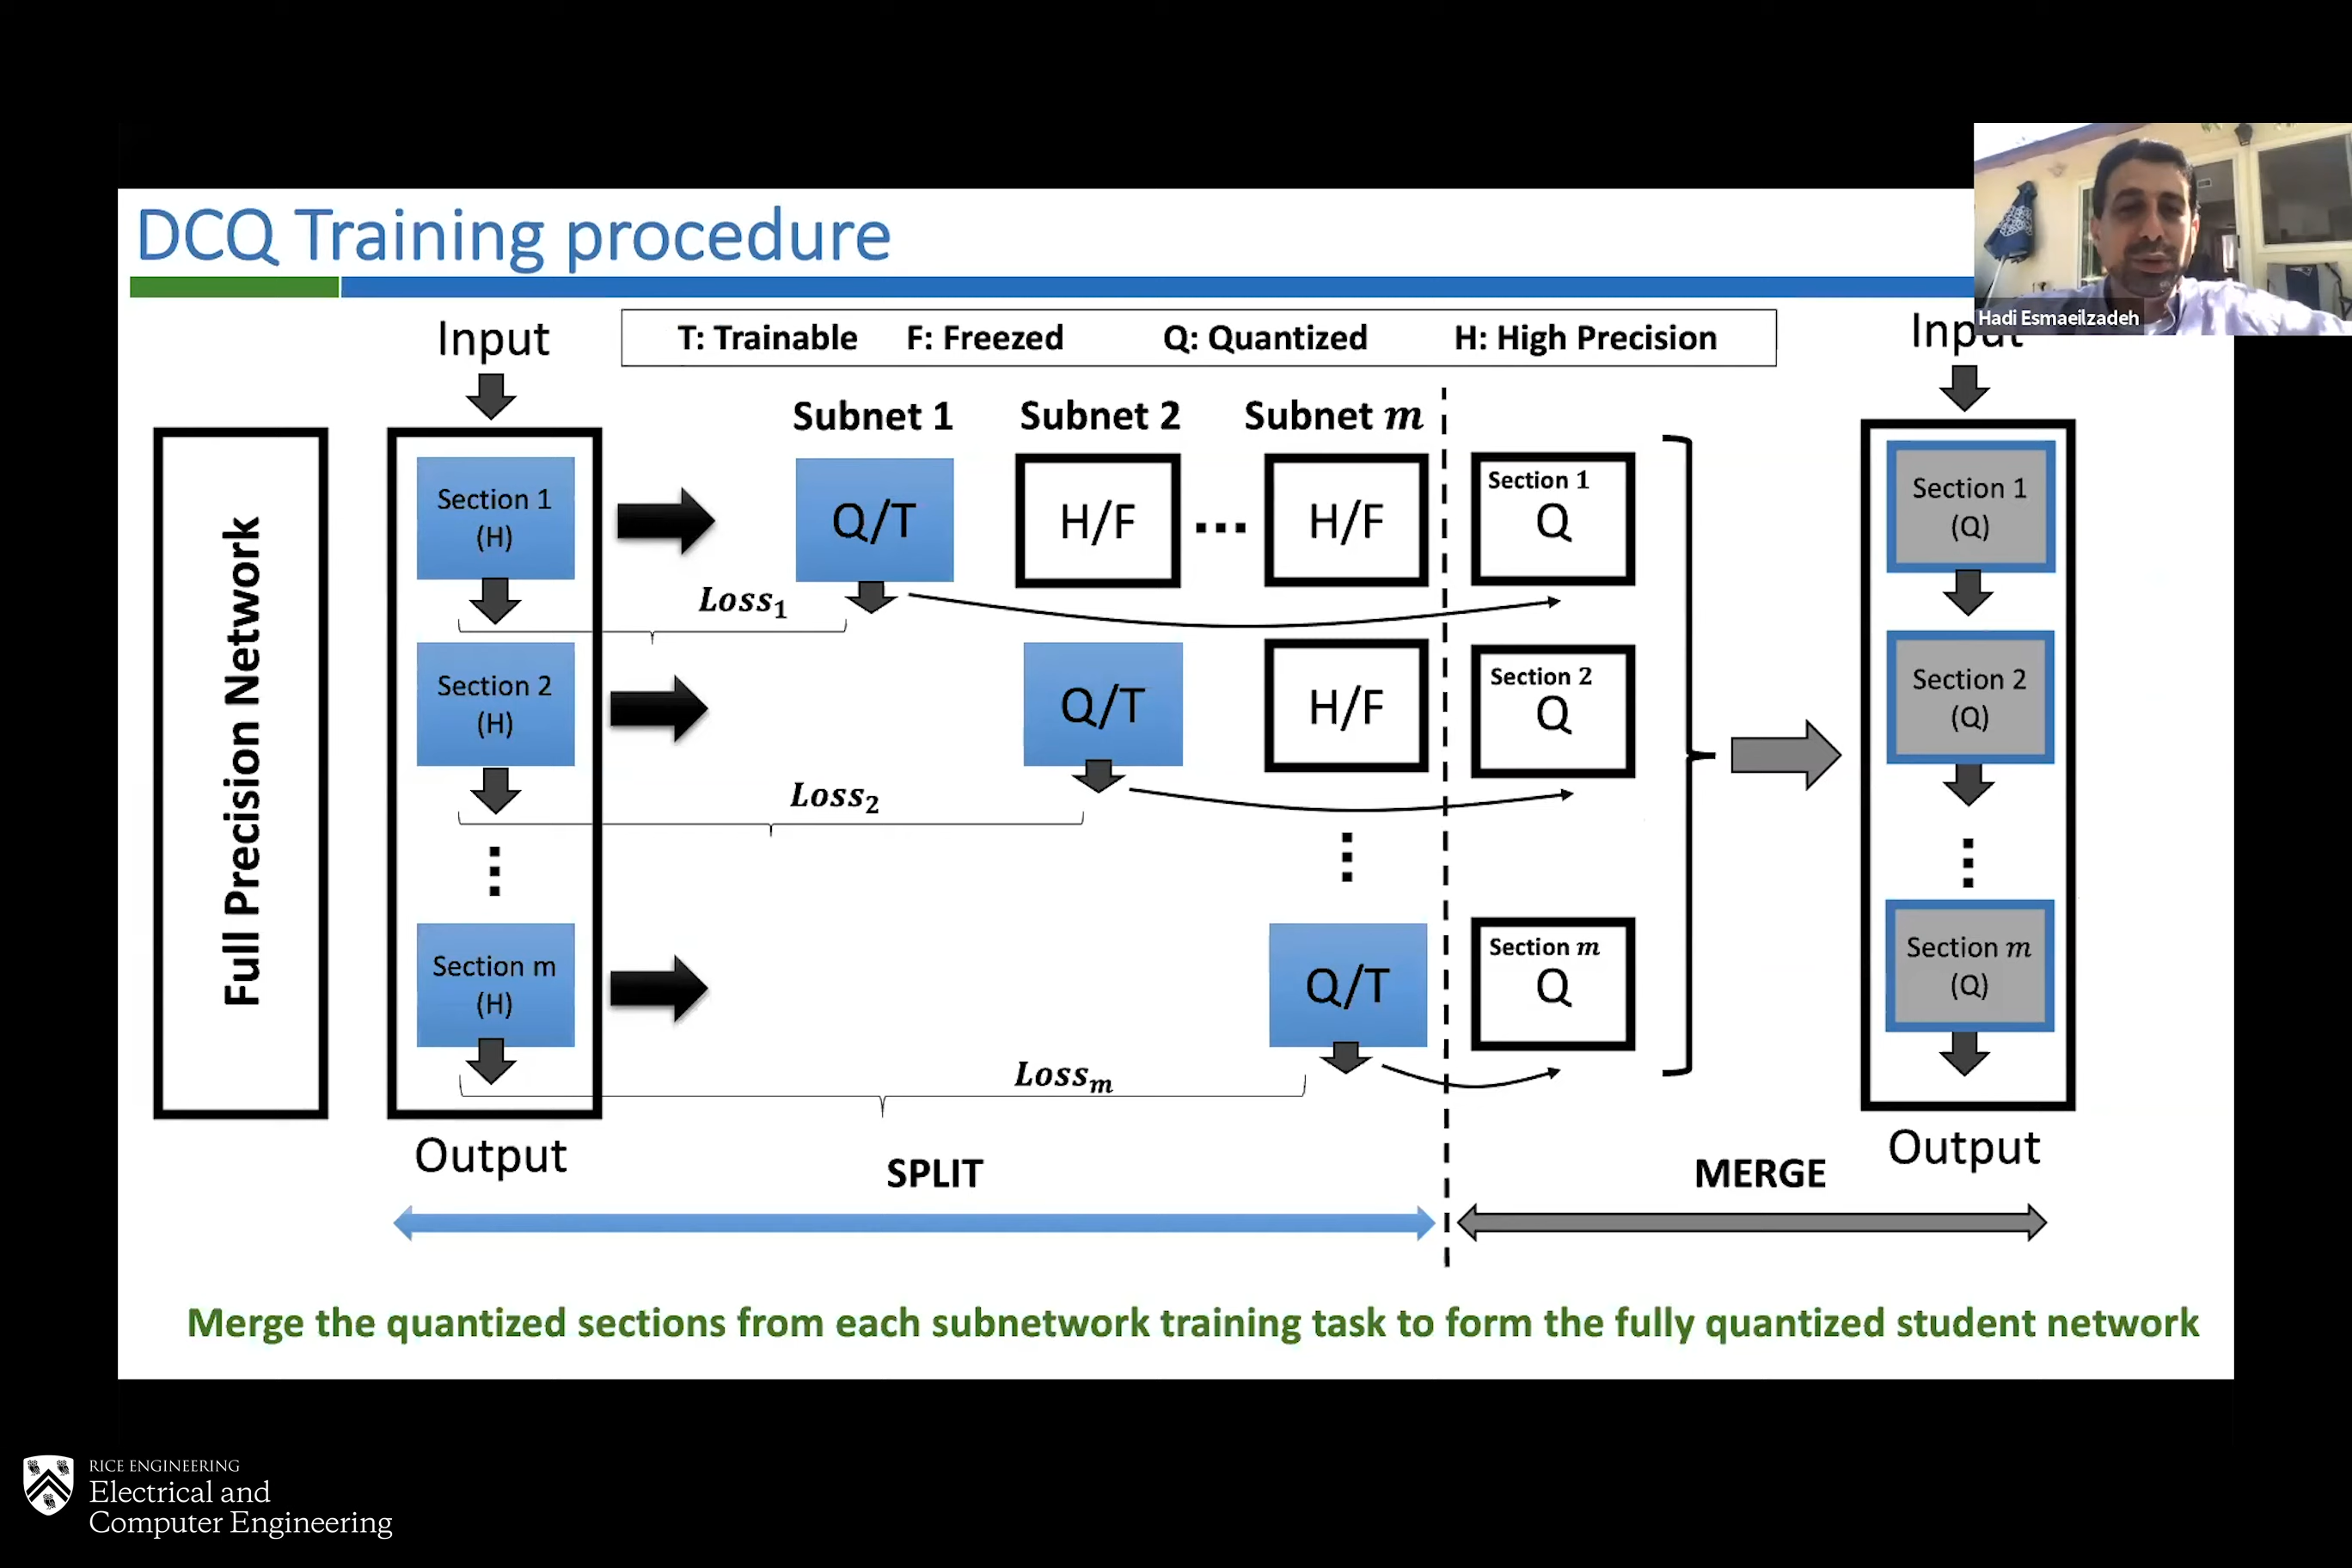 DCQ Training procedure
Hadi Esmaeilzadeh
Input
T: Trainable F: Freezed Q: Quantized H: High Precision
Input
Subnet 1 Subnet 2 Subnet m
Full Precision Network
Section 1
(H)
Q/T H/F ... H/F
Section 1
Q
Section 1
(Q)
Loss1
Section 2
(H)
Q/T H/F
Section 2
Q
Section 2
(Q)
Loss2
Section m
(H)
Q/T
Section m
Q
Section m
(Q)
Lossm
Output
Output
SPLIT
MERGE
Merge the quantized sections from each subnetwork training task to form the fully quantized student network
RICE ENGINEERING
Electrical and
Computer Engineering